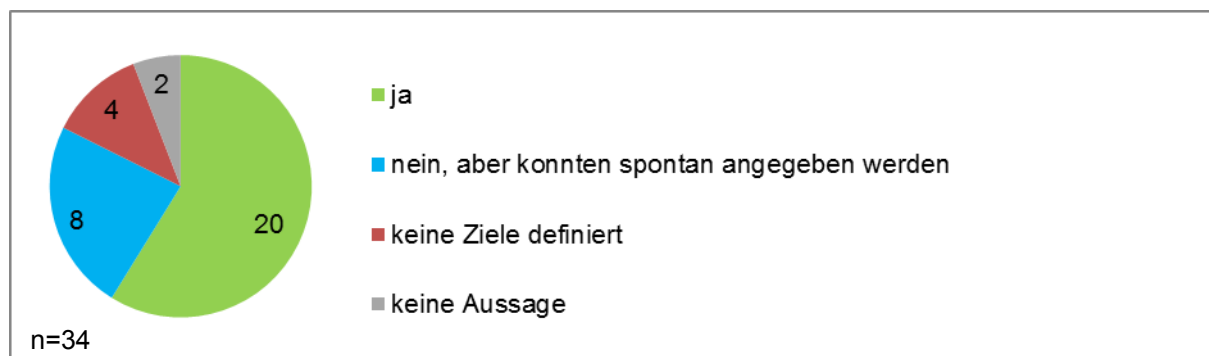 2
4
8
20
ja
nein, aber konnten spontan angegeben werden
keine Ziele definiert
keine Aussage
n=34